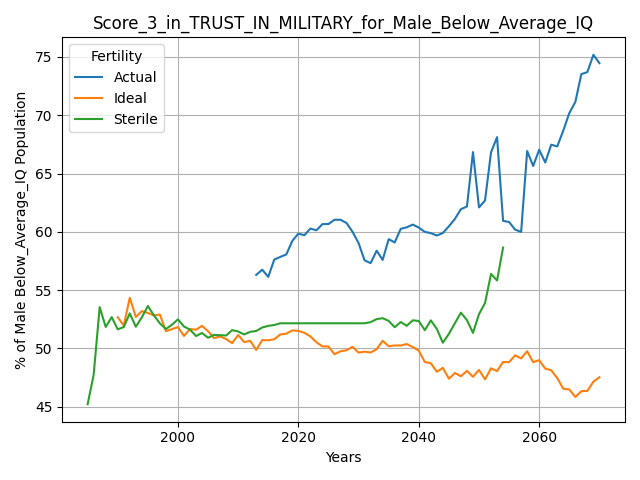 Score_3_in_TRUST_IN_MILITARY_for_Male_Below_Average_IQ
Fertility
Actual
Ideal
Sterile
% of Male Below_Average_IQ Population
75
70
65
60
55
50
45
2000
2020
2040
2060
Years